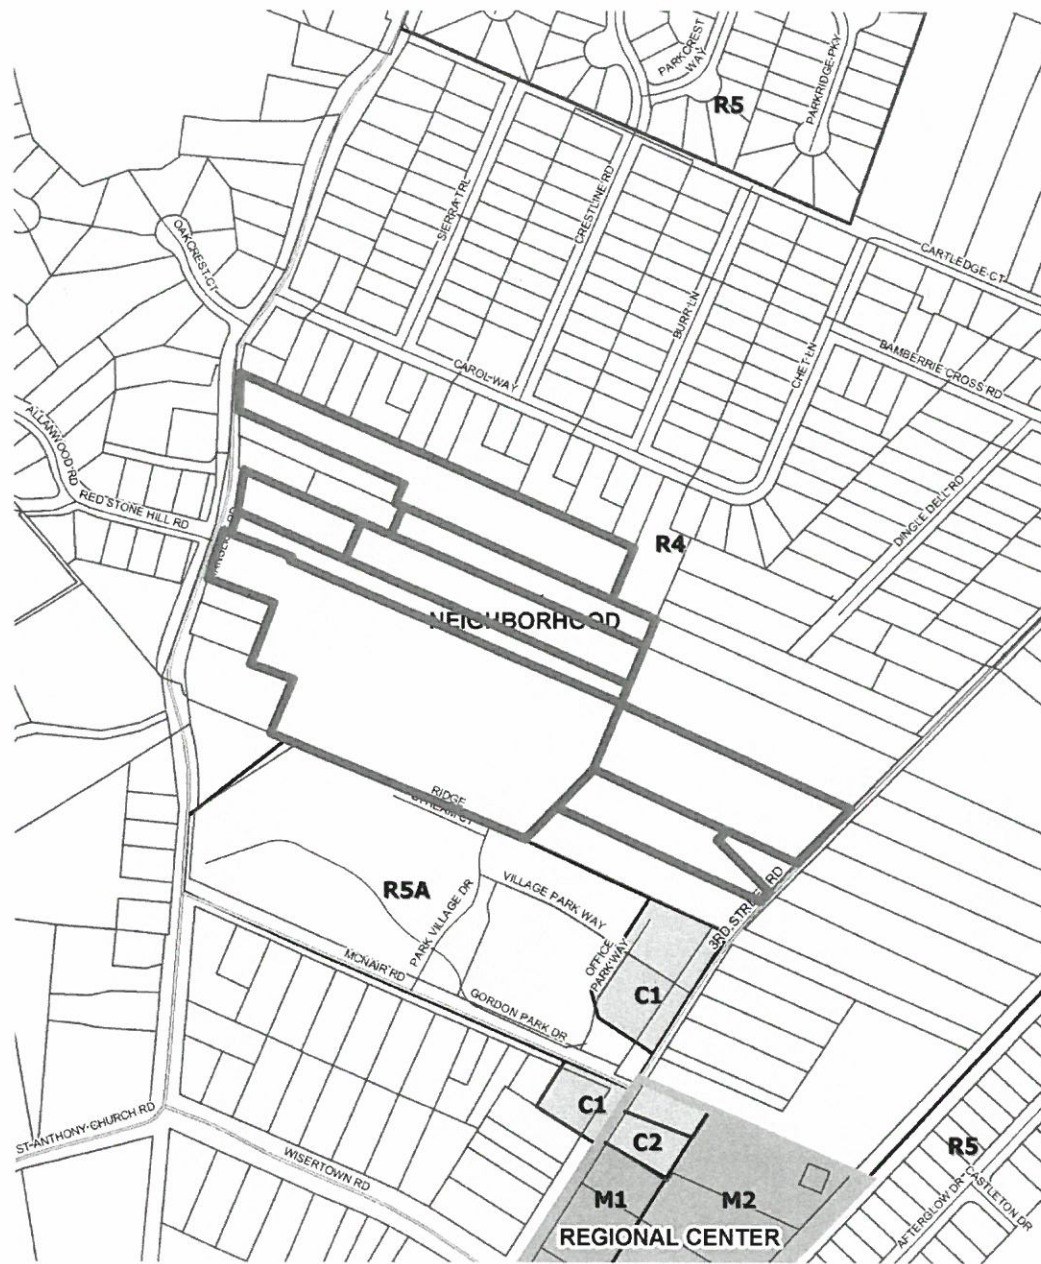 PARKCREST
WAY
PARKRIDGE-PKY
R5
SIERRA TRL
CRESTLINE RD
OAKCREST-CT
CARTLEDGE-CT
BURR LN
CHET LN
BAMBERRIE CROSS RD
CAROL-WAY
ALLANWOOD RD
RED STONE HILL RD
DINGLE DELL RD
R4
NEIGHBORHOOD
RIDGE
R5A
VILLAGE PARK WAY
PARK VILLAGE DR
OFFICE
PARK WAY
3RD STREET RD
MCNAIR RD
GORDON PARK DR
C1
C1
C2
ST-ANTHONY-CHURCH RD
WISERTOWN RD
R5
CASTLETON DR
AFTERGLOW DR
M1
M2
REGIONAL CENTER